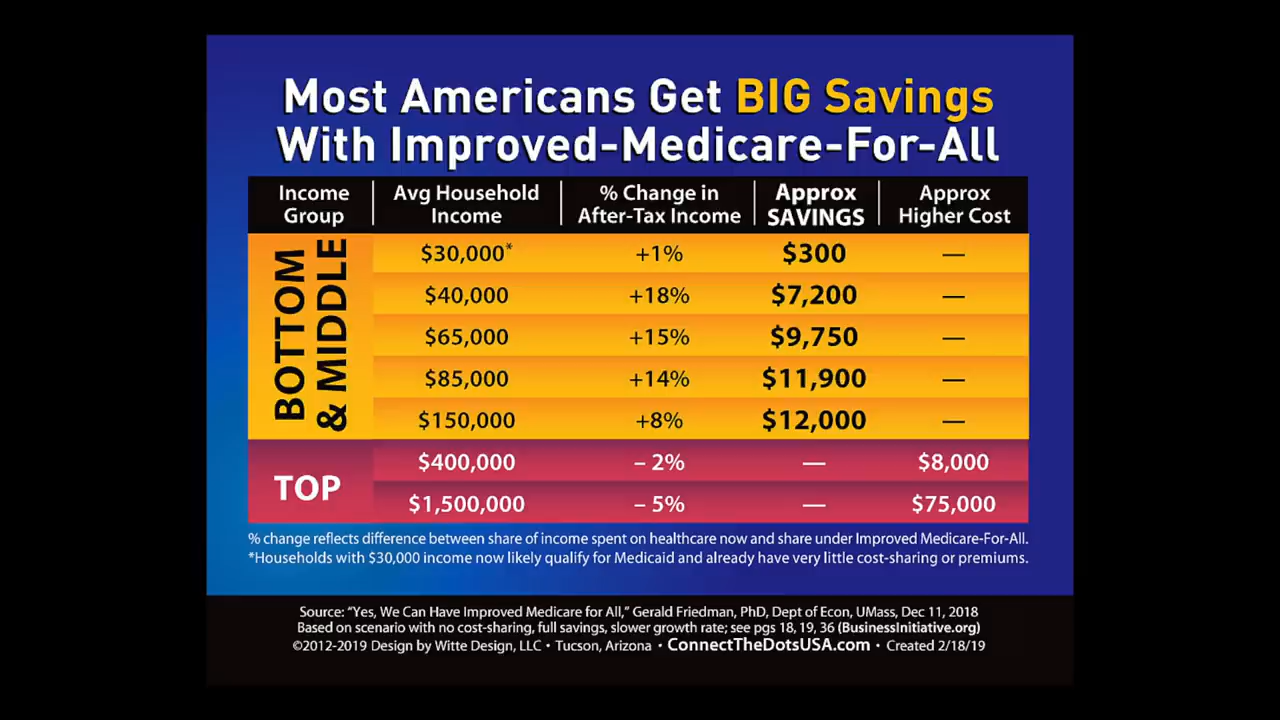 Most Americans Get BIG Savings
With Improved-Medicare-For-All
Income Group | Avg Household Income | % Change in After-Tax Income | Approx SAVINGS | Approx Higher Cost
BOTTOM & MIDDLE
$30,000* +1% $300 —
$40,000 +18% $7,200 —
$65,000 +15% $9,750 —
$85,000 +14% $11,900 —
$150,000 +8% $12,000 —
TOP
$400,000 – 2% — $8,000
$1,500,000 – 5% — $75,000
% change reflects difference between share of income spent on healthcare now and share under Improved Medicare-For-All.
*Households with $30,000 income now likely qualify for Medicaid and already have very little cost-sharing or premiums.
Source: “Yes, We Can Have Improved Medicare for All,” Gerald Friedman, PhD, Dept of Econ, UMass, Dec 11, 2018
Based on scenario with no cost-sharing, full savings, slower growth rate; see pgs 18, 19, 36 (BusinessInitiative.org)
©2012-2019 Design by Witte Design, LLC • Tucson, Arizona • ConnectTheDotsUSA.com • Created 2/18/19